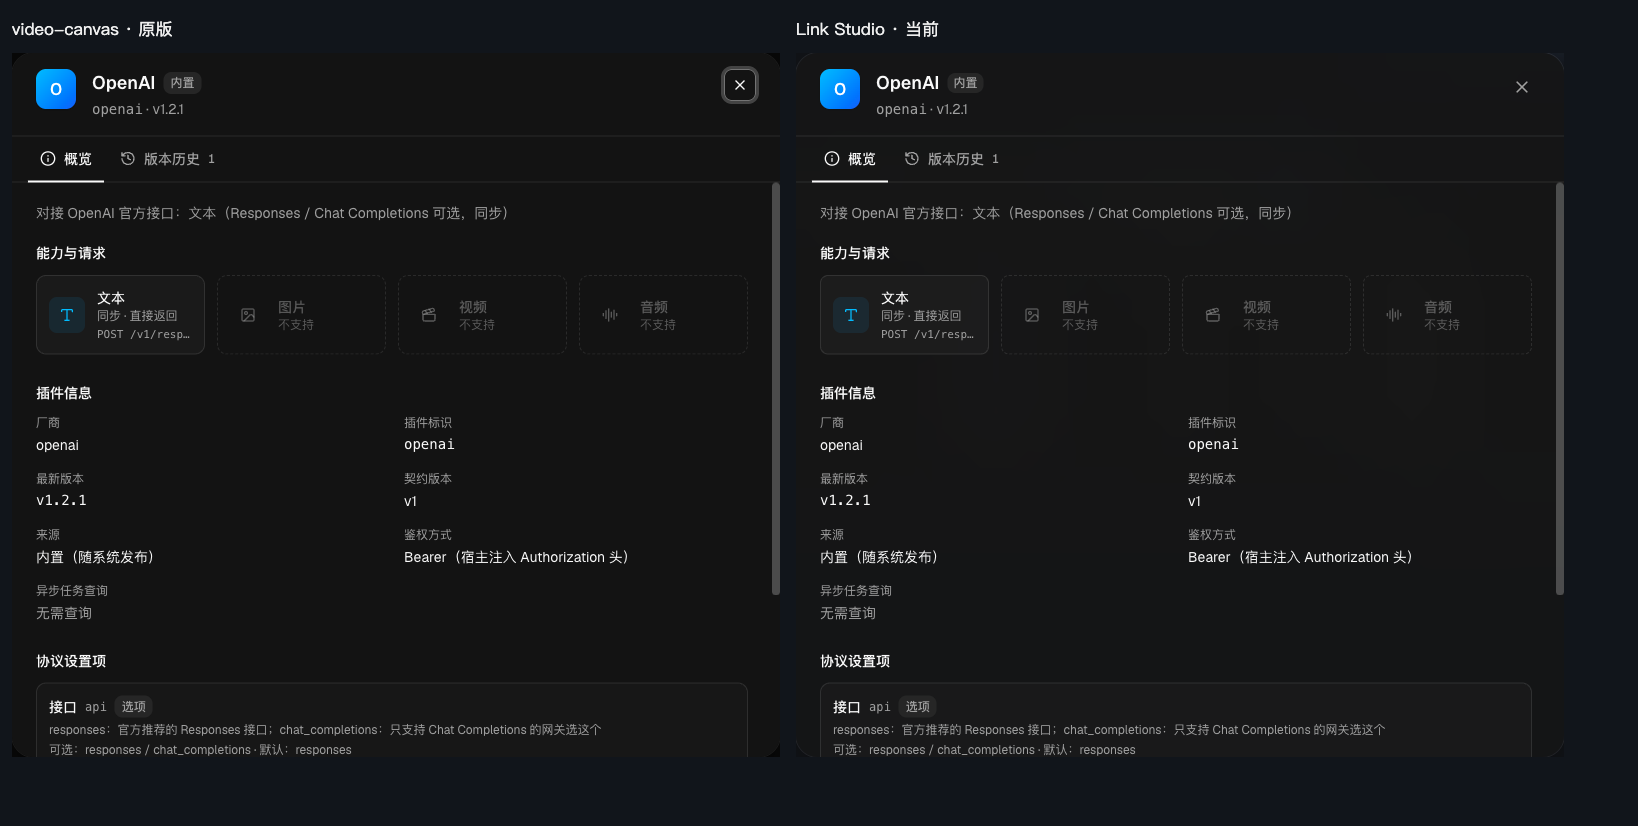 video-canvas · 原版
O
OpenAI 内置
openai · v1.2.1
概览 版本历史 1
对接 OpenAI 官方接口：文本（Responses / Chat Completions 可选，同步）
能力与请求
文本
同步 · 直接返回
POST /v1/resp…
图片
不支持
视频
不支持
音频
不支持
插件信息
厂商
openai
插件标识
openai
最新版本
v1.2.1
契约版本
v1
来源
内置（随系统发布）
鉴权方式
Bearer（宿主注入 Authorization 头）
异步任务查询
无需查询
协议设置项
接口 api 选项
responses：官方推荐的 Responses 接口；chat_completions：只支持 Chat Completions 的网关选这个
可选：responses / chat_completions · 默认：responses
Link Studio · 当前
O
OpenAI 内置
openai · v1.2.1
概览 版本历史 1
对接 OpenAI 官方接口：文本（Responses / Chat Completions 可选，同步）
能力与请求
文本
同步 · 直接返回
POST /v1/resp…
图片
不支持
视频
不支持
音频
不支持
插件信息
厂商
openai
插件标识
openai
最新版本
v1.2.1
契约版本
v1
来源
内置（随系统发布）
鉴权方式
Bearer（宿主注入 Authorization 头）
异步任务查询
无需查询
协议设置项
接口 api 选项
responses：官方推荐的 Responses 接口；chat_completions：只支持 Chat Completions 的网关选这个
可选：responses / chat_completions · 默认：responses